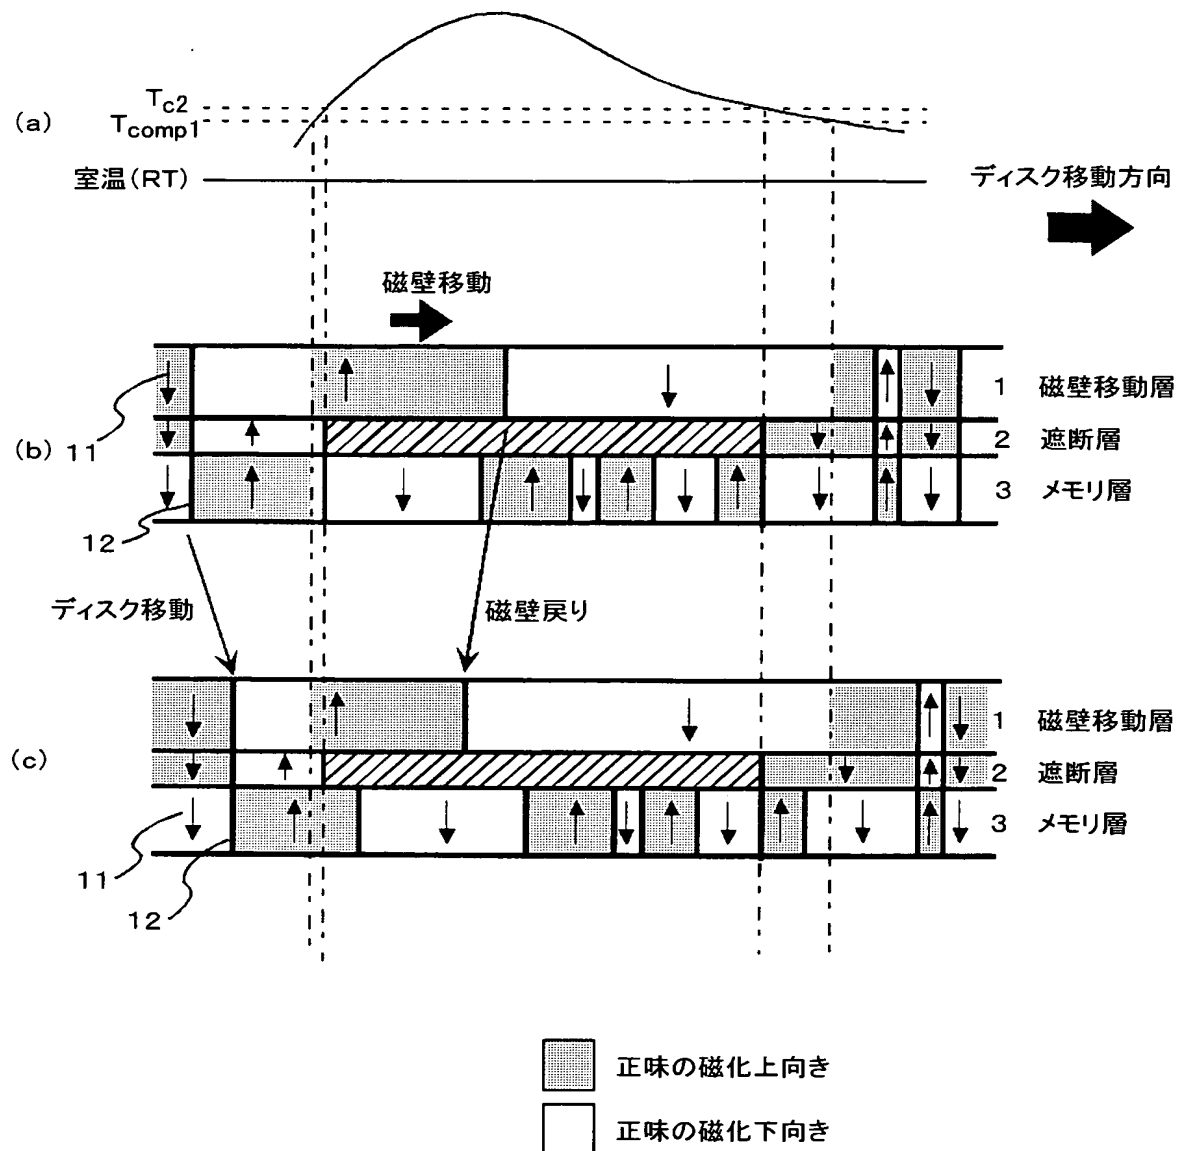 (a)
Tc2
Tcomp1
室温(RT)
ディスク移動方向
磁壁移動
(b)
11
12
1 磁壁移動層
2 遮断層
3 メモリ層
ディスク移動
磁壁戻り
(c)
11
12
1 磁壁移動層
2 遮断層
3 メモリ層
正味の磁化上向き
正味の磁化下向き